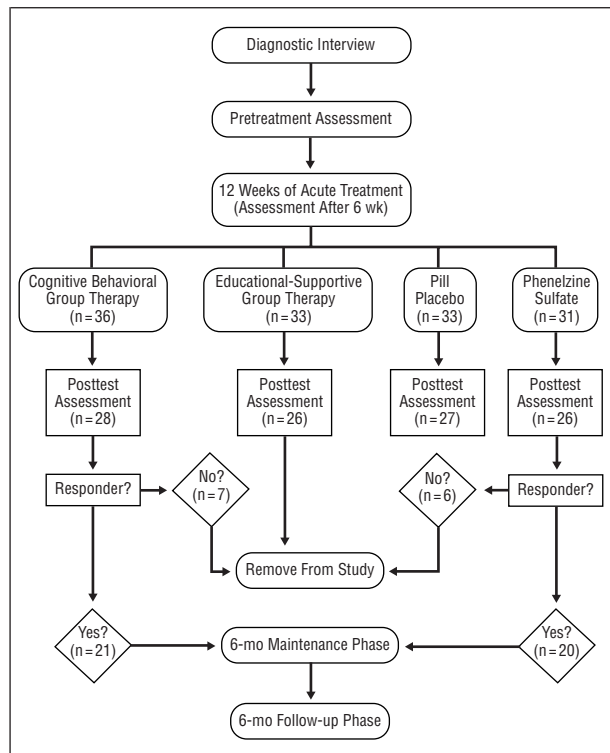 Diagnostic Interview
Pretreatment Assessment
12 Weeks of Acute Treatment
(Assessment After 6 wk)
Cognitive Behavioral
Group Therapy
(n = 36)
Educational-Supportive
Group Therapy
(n = 33)
Pill
Placebo
(n = 33)
Phenelzine
Sulfate
(n = 31)
Posttest
Assessment
(n = 28)
Posttest
Assessment
(n = 26)
Posttest
Assessment
(n = 27)
Posttest
Assessment
(n = 26)
Responder?
No?
(n = 7)
No?
(n = 6)
Responder?
Remove From Study
Yes?
(n = 21)
6-mo Maintenance Phase
Yes?
(n = 20)
6-mo Follow-up Phase